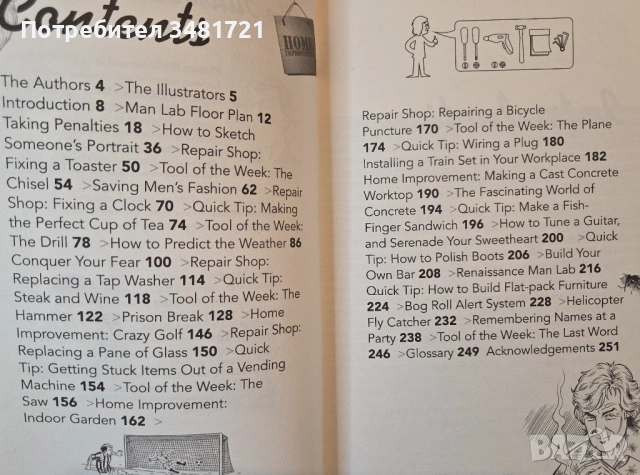 Потребител 3481721
Contents
HOME
IMPROVEMENT
The Authors 4 >The Illustrators 5
Introduction 8 >Man Lab Floor Plan 12
Taking Penalties 18 >How to Sketch
Someone's Portrait 36 >Repair Shop:
Fixing a Toaster 50 >Tool of the Week: The
Chisel 54 >Saving Men's Fashion 62 >Repair
Shop: Fixing a Clock 70 >Quick Tip: Making
the Perfect Cup of Tea 74 >Tool of the Week:
The Drill 78 >How to Predict the Weather 86
Conquer Your Fear 100 >Repair Shop:
Replacing a Tap Washer 114 >Quick Tip:
Steak and Wine 118 >Tool of the Week: The
Hammer 122 >Prison Break 128 >Home
Improvement: Crazy Golf 146 >Repair Shop:
Replacing a Pane of Glass 150 >Quick
Tip: Getting Stuck Items Out of a Vending
Machine 154 >Tool of the Week: The
Saw 156 >Home Improvement:
Indoor Garden 162 >
Repair Shop: Repairing a Bicycle
Puncture 170 >Tool of the Week: The Plane
174 >Quick Tip: Wiring a Plug 180
Installing a Train Set in Your Workplace 182
Home Improvement: Making a Cast Concrete
Worktop 190 >The Fascinating World of
Concrete 194 >Quick Tip: Make a Fish-
Finger Sandwich 196 >How to Tune a Guitar,
and Serenade Your Sweetheart 200 >Quick
Tip: How to Polish Boots 206 >Build Your
Own Bar 208 >Renaissance Man Lab 216
Quick Tip: How to Build Flat-pack Furniture
224 >Bog Roll Alert System 228 >Helicopter
Fly Catcher 232 >Remembering Names at a
Party 238 >Tool of the Week: The Last Word
246 >Glossary 249 Acknowledgements 251